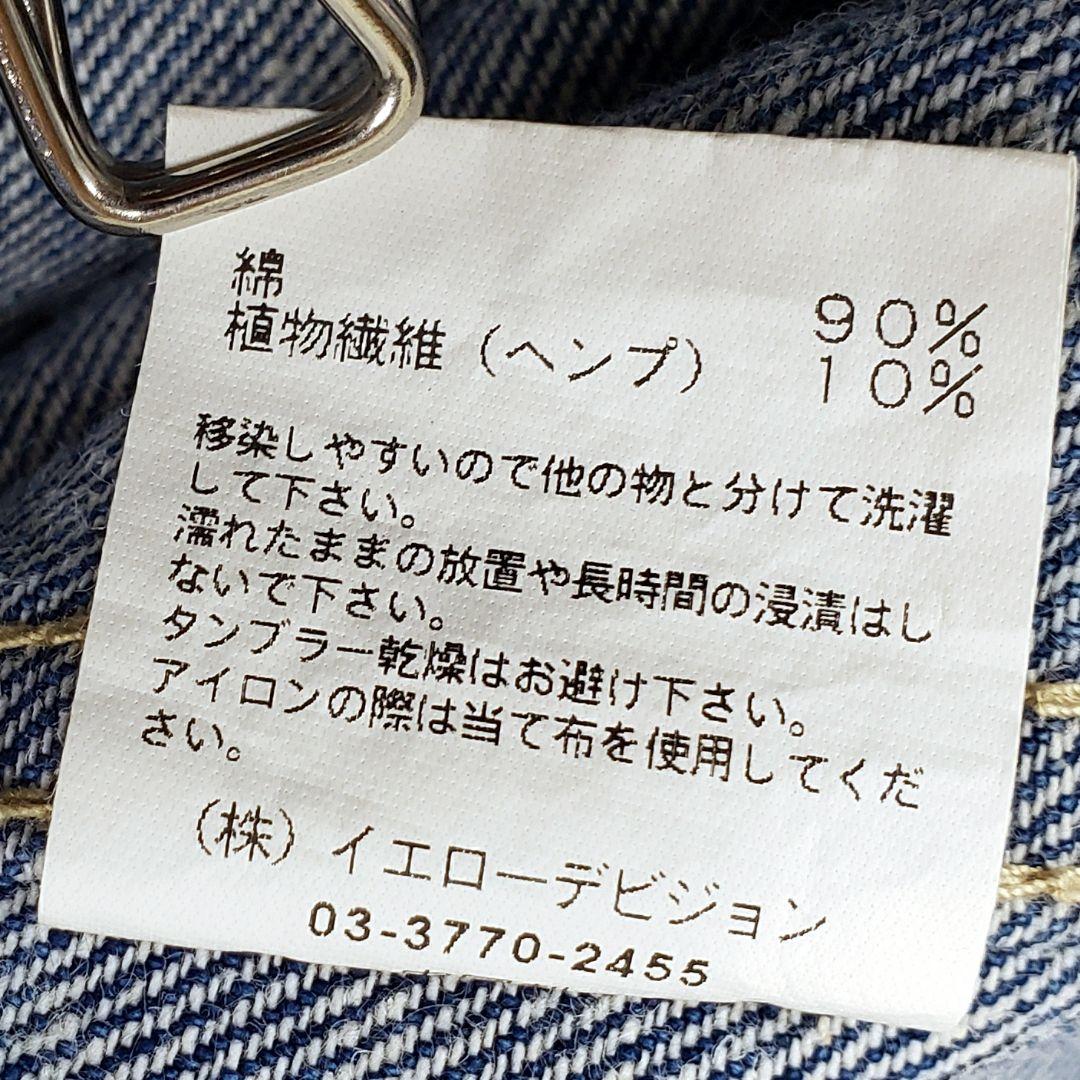 綿 90%
植物繊維（ヘンプ） 10%
移染しやすいので他の物と分けて洗濯
して下さい。
濡れたままの放置や長時間の浸漬はし
ないで下さい。
タンブラー乾燥はお避け下さい。
アイロンの際は当て布を使用してくだ
さい。
（株）イエローデビジョン
03-3770-2455